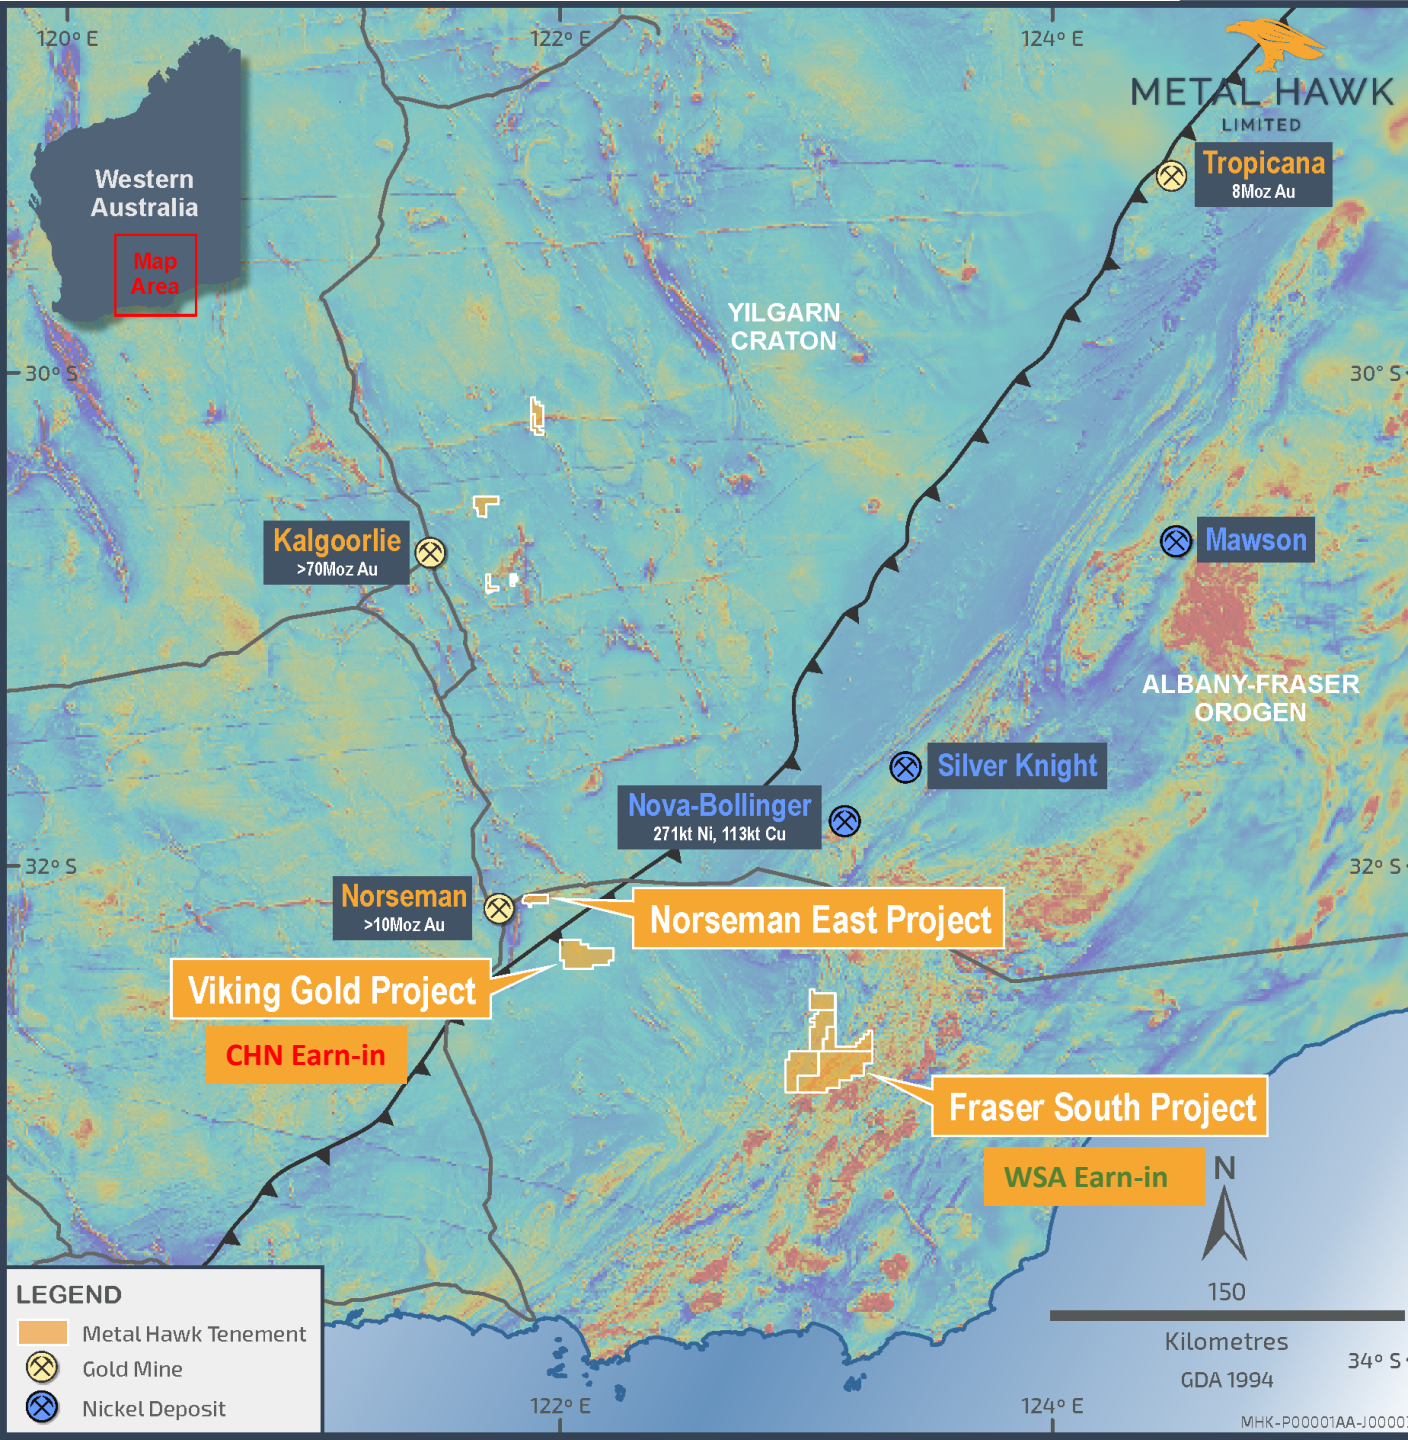 120° E
122° E
124° E
METAL HAWK
LIMITED
Western
Australia
Map
Area
Tropicana
8Moz Au
YILGARN
CRATON
30° S
30° S
Kalgoorlie
>70Moz Au
Mawson
ALBANY-FRASER
OROGEN
Silver Knight
Nova-Bollinger
271kt Ni, 113kt Cu
32° S
32° S
Norseman
>10Moz Au
Norseman East Project
Viking Gold Project
CHN Earn-in
Fraser South Project
WSA Earn-in
N
150
Kilometres
GDA 1994
34° S
LEGEND
Metal Hawk Tenement
Gold Mine
Nickel Deposit
122° E
124° E